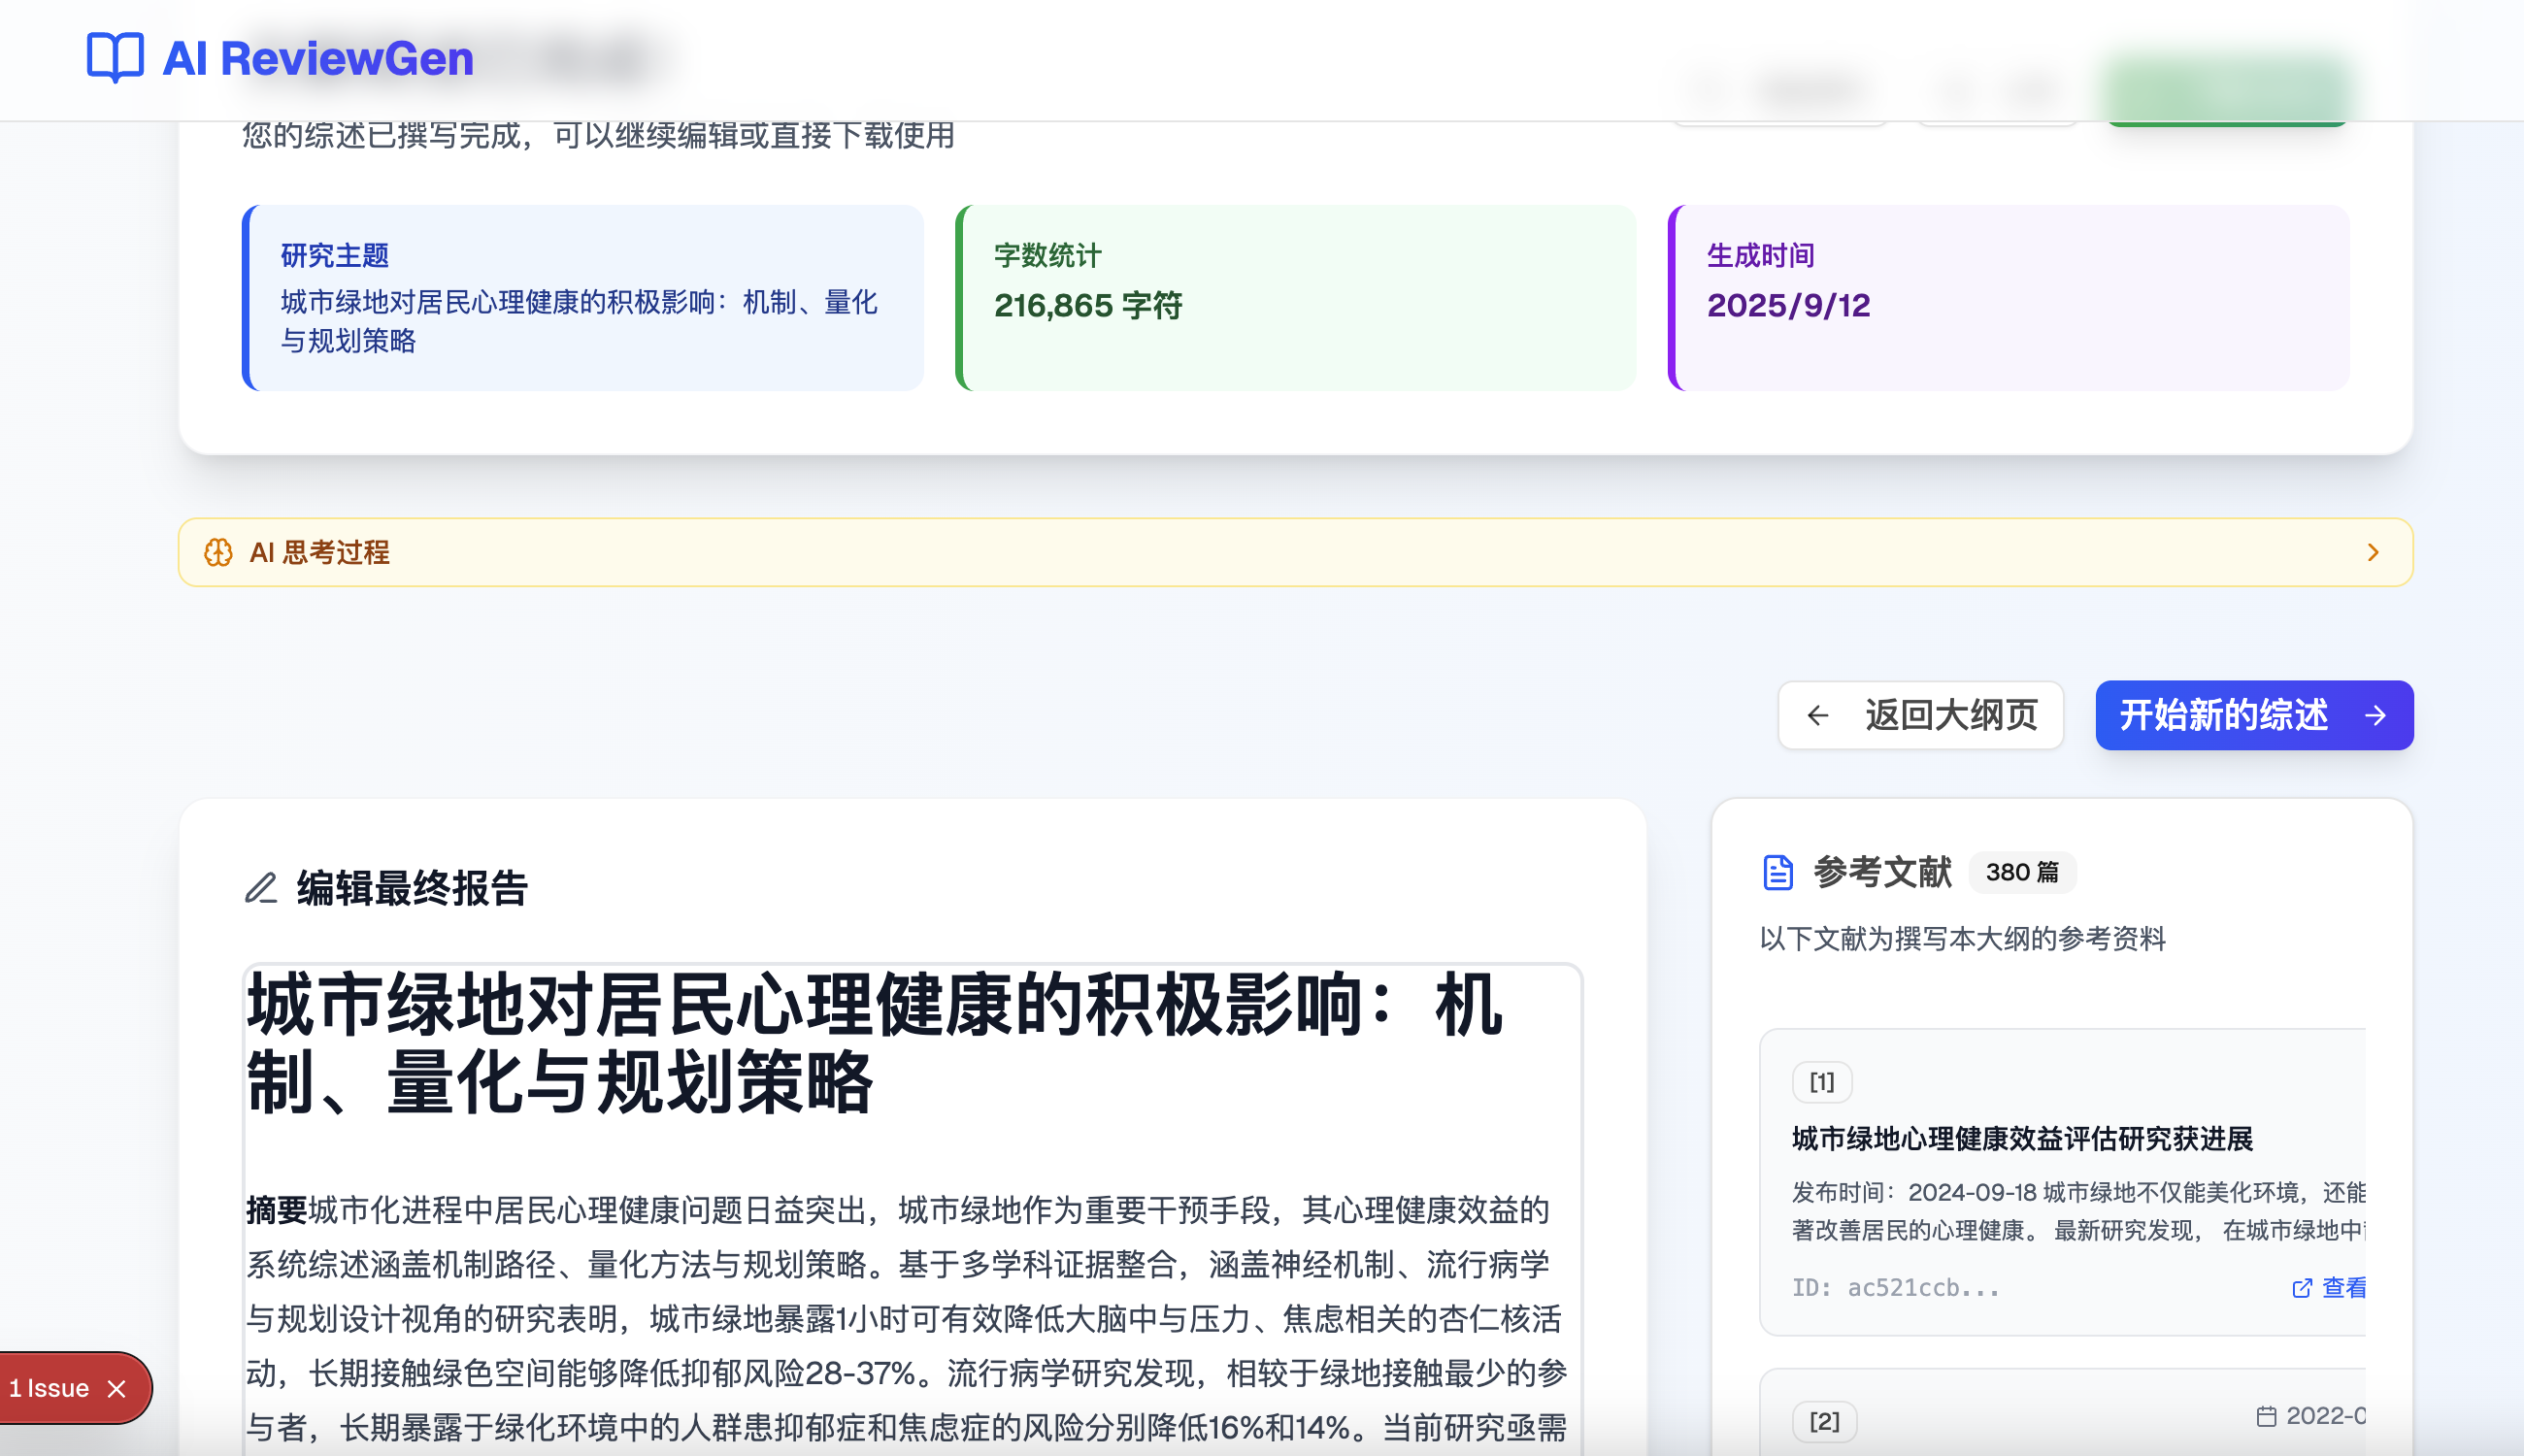 AI ReviewGen
您的综述已撰写完成，可以继续编辑或直接下载使用
研究主题
城市绿地对居民心理健康的积极影响：机制、量化
与规划策略
字数统计
216,865 字符
生成时间
2025/9/12
AI 思考过程
返回大纲页
开始新的综述
编辑最终报告
城市绿地对居民心理健康的积极影响：机
制、量化与规划策略
摘要城市化进程中居民心理健康问题日益突出，城市绿地作为重要干预手段，其心理健康效益的
系统综述涵盖机制路径、量化方法与规划策略。基于多学科证据整合，涵盖神经机制、流行病学
与规划设计视角的研究表明，城市绿地暴露1小时可有效降低大脑中与压力、焦虑相关的杏仁核活
动，长期接触绿色空间能够降低抑郁风险28-37%。流行病学研究发现，相较于绿地接触最少的参
与者，长期暴露于绿化环境中的人群患抑郁症和焦虑症的风险分别降低16%和14%。当前研究亟需
参考文献
380 篇
以下文献为撰写本大纲的参考资料
[1]
城市绿地心理健康效益评估研究获进展
发布时间：2024-09-18 城市绿地不仅能美化环境，还能
著改善居民的心理健康。 最新研究发现， 在城市绿地中
ID: ac521ccb...
查看
[2]
2022-0
1 Issue